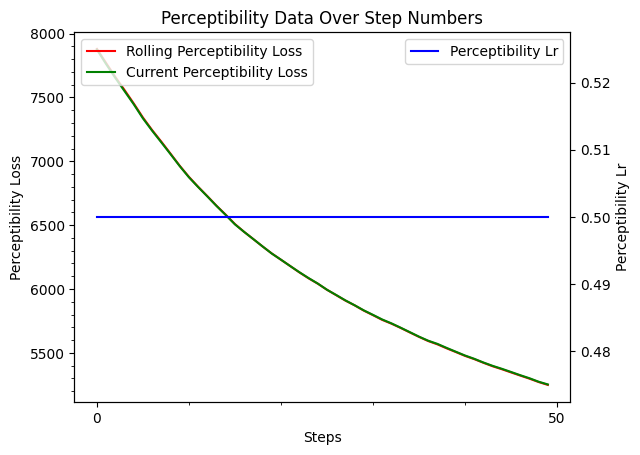 Perceptibility Data Over Step Numbers
Rolling Perceptibility Loss
Current Perceptibility Loss
Perceptibility Lr
8000
7500
7000
6500
6000
5500
Perceptibility Loss
0.52
0.51
0.50
0.49
0.48
Perceptibility Lr
0
50
Steps